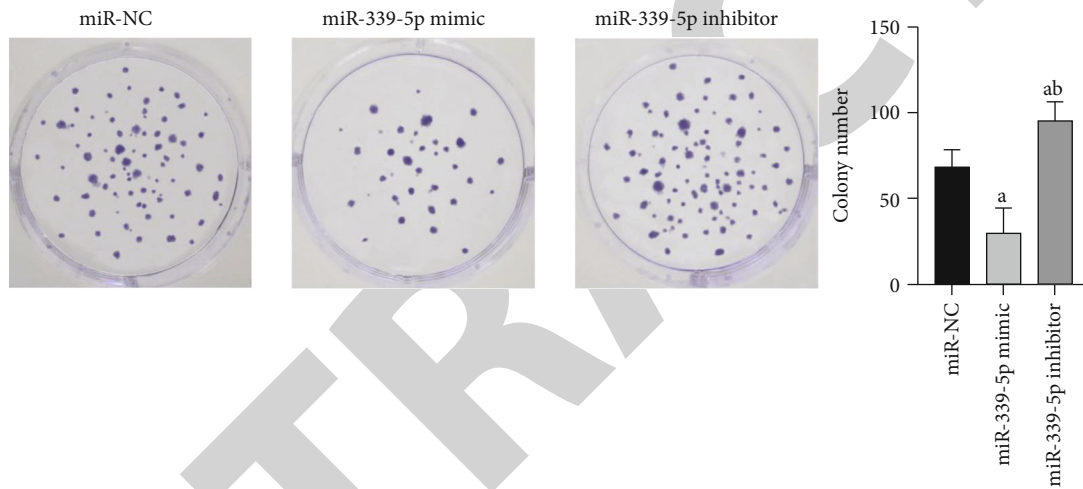 miR-NC
miR-339-5p mimic
miR-339-5p inhibitor
150
100
50
0
Colony number
a
ab
miR-NC
miR-339-5p mimic
miR-339-5p inhibitor